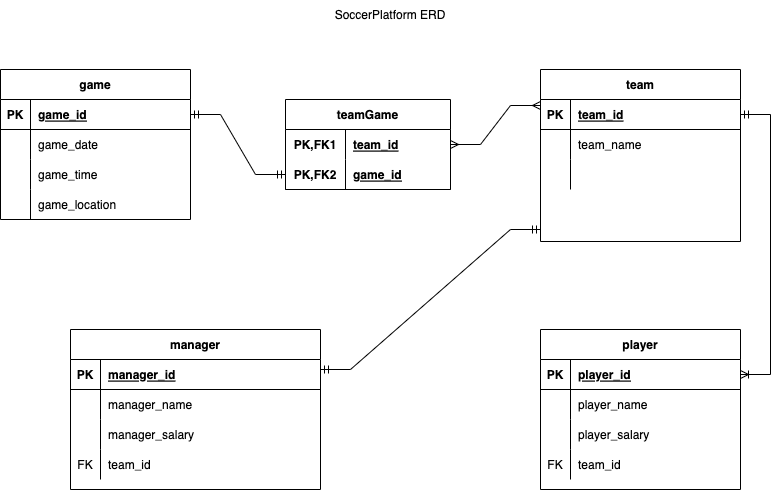 SoccerPlatform ERD
game
PK game_id
game_date
game_time
game_location
teamGame
PK,FK1 team_id
PK,FK2 game_id
team
PK team_id
team_name
manager
PK manager_id
manager_name
manager_salary
FK team_id
player
PK player_id
player_name
player_salary
FK team_id